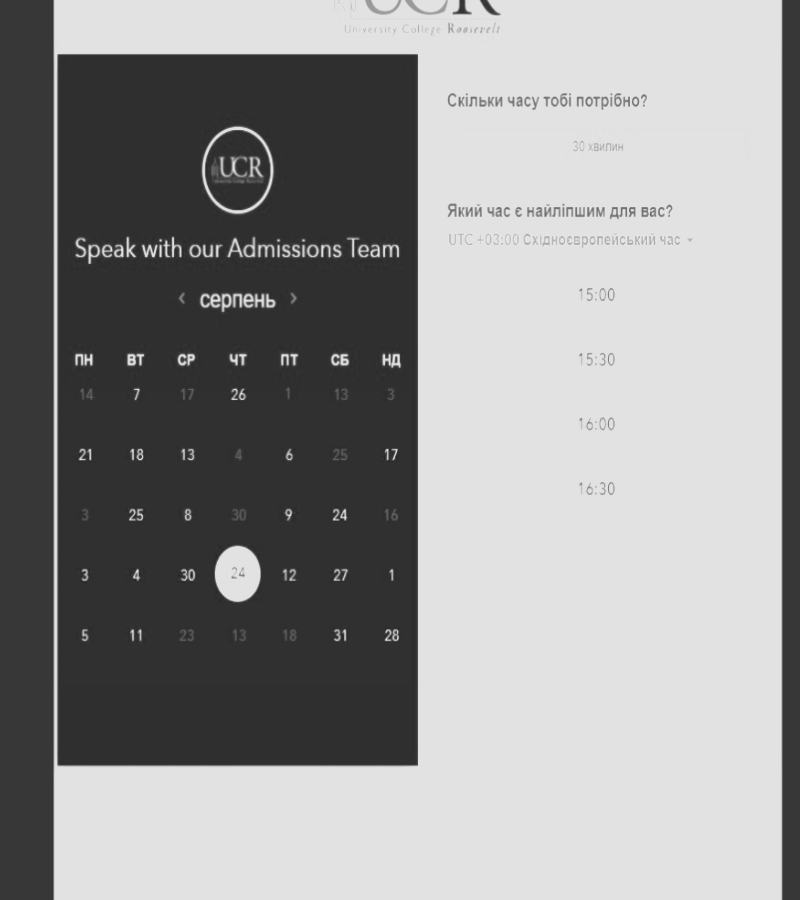 UCR
University College Roosevelt
UCR
Speak with our Admissions Team
‹ серпень ›
ПН ВТ СР ЧТ ПТ СБ НД
14 7 17 26 1 13 3
21 18 13 4 6 25 17
3 25 8 30 9 24 16
3 4 30 24 12 27 1
5 11 23 13 18 31 28
Скільки часу тобі потрібно?
30 хвилин
Який час є найліпшим для вас?
UTC +03:00 Східноєвропейський час
15:00
15:30
16:00
16:30